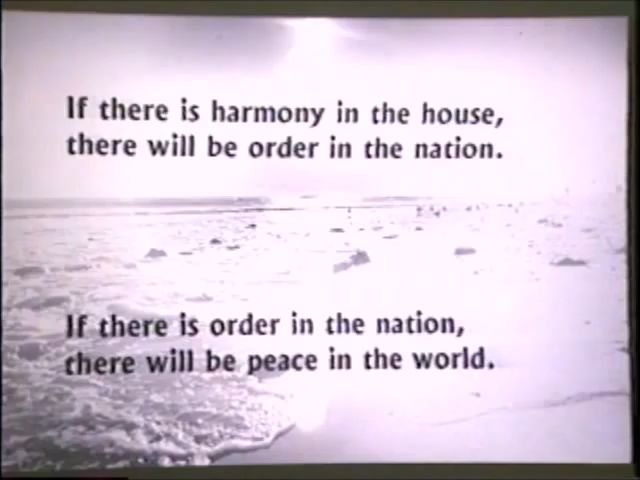 If there is harmony in the house,
there will be order in the nation.
If there is order in the nation,
there will be peace in the world.